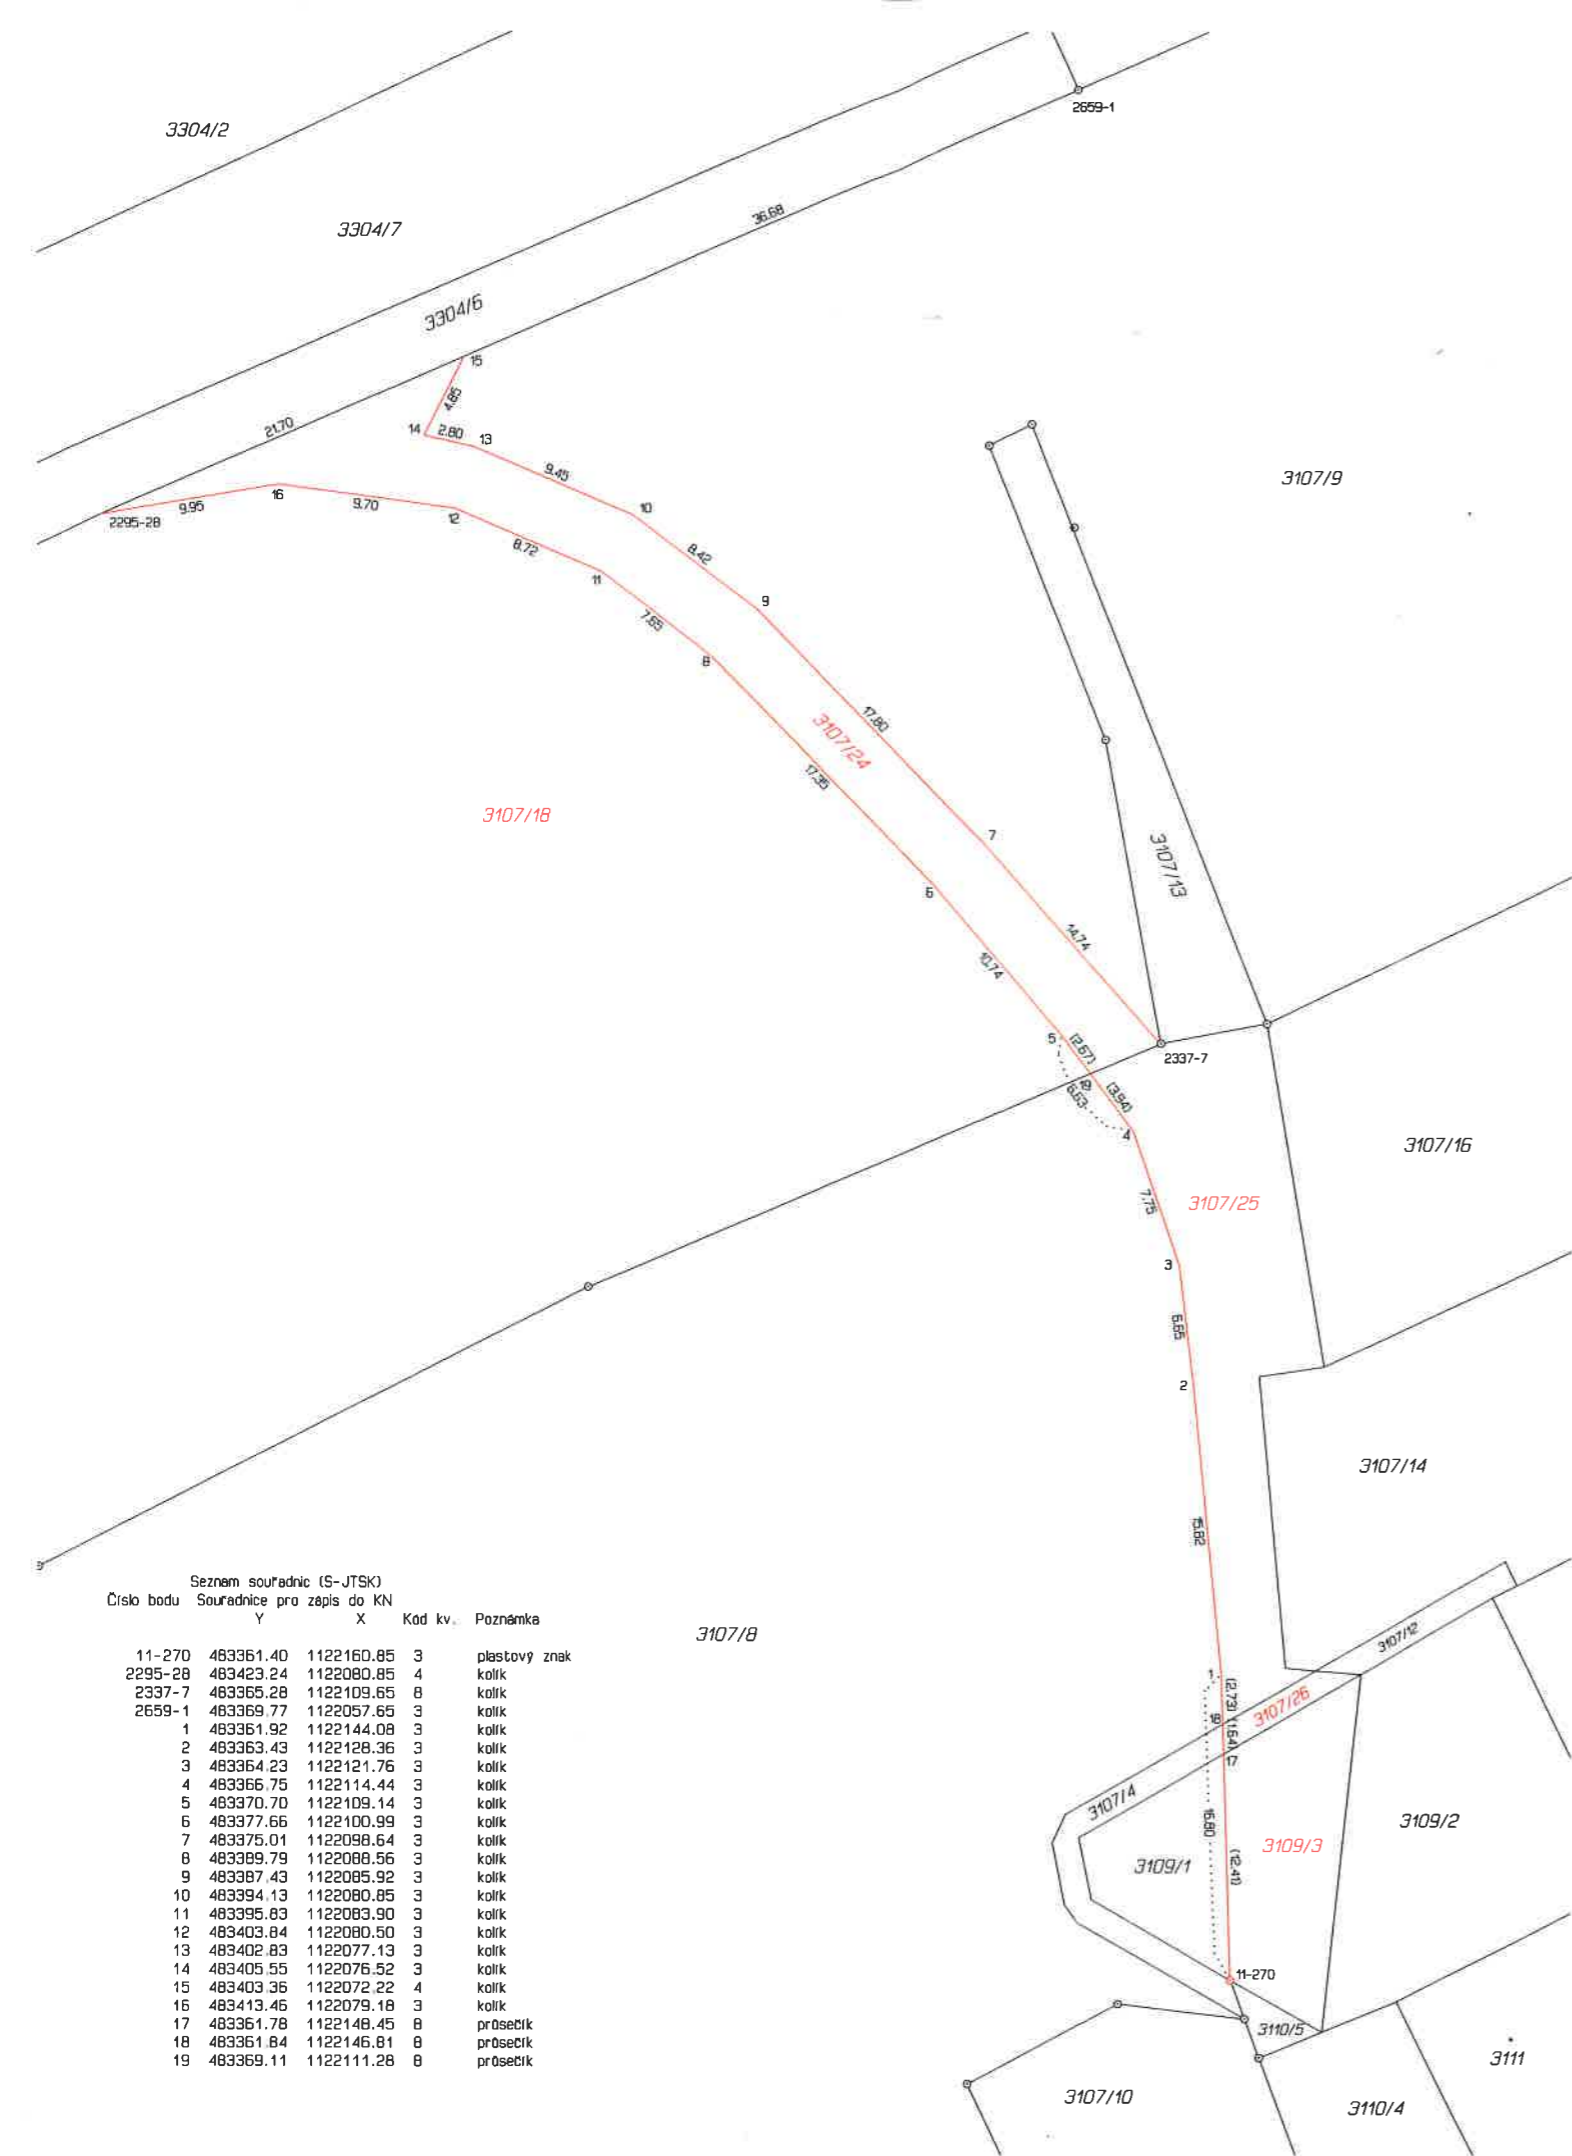 2659-1
3304/2
36.68
3304/7
3304/6
15
4.85
21.70
14
2.80
13
9.45
3107/9
16
10
9.95
9.70
2295-28
12
8.72
8.42
11
9
7.65
8
17.80
3107/24
17.35
3107/18
7
3107/13
6
14.74
10.74
5
(2.67)
2337-7
19
6.63
(3.94)
4
3107/16
7.75
3107/25
3
6.65
2
3107/14
15.82
Seznam souřadnic (S-JTSK)
Číslo bodu Souřadnice pro zápis do KN
Y X Kód kv. Poznámka
11-270 483361.40 1122160.85 3 plastový znak
2295-28 483423.24 1122080.85 4 kolík
2337-7 483365.28 1122109.65 8 kolík
2659-1 483369.77 1122057.65 3 kolík
1 483361.92 1122144.08 3 kolík
2 483363.43 1122128.36 3 kolík
3 483364.23 1122121.76 3 kolík
4 483366.75 1122114.44 3 kolík
5 483370.70 1122109.14 3 kolík
6 483377.66 1122100.99 3 kolík
7 483375.01 1122098.64 3 kolík
8 483389.79 1122088.56 3 kolík
9 483387.43 1122085.92 3 kolík
10 483394.13 1122080.85 3 kolík
11 483395.83 1122083.90 3 kolík
12 483403.84 1122080.50 3 kolík
13 483402.83 1122077.13 3 kolík
14 483405.55 1122076.52 3 kolík
15 483403.36 1122072.22 4 kolík
16 483413.46 1122079.18 3 kolík
17 483361.78 1122148.45 8 průsečík
18 483361.84 1122146.81 8 průsečík
19 483369.11 1122111.28 8 průsečík
3107/8
3107/12
1
(2.73)
3107/26
18
(1.64)
17
3107/4
16.80
3109/2
3109/3
3109/1
(12.41)
11-270
3110/5
3111
3107/10
3110/4